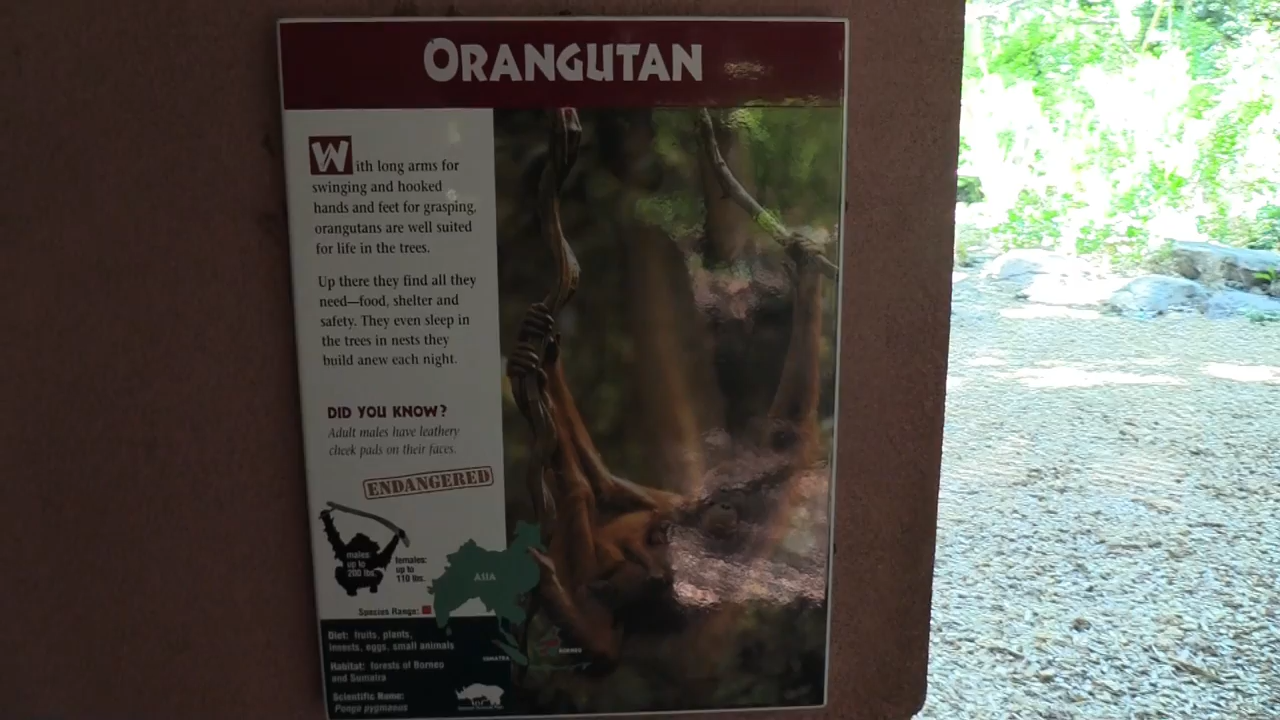 ORANGUTAN
With long arms for
swinging and hooked
hands and feet for grasping,
orangutans are well suited
for life in the trees.
Up there they find all they
need—food, shelter and
safety. They even sleep in
the trees in nests they
build anew each night.
DID YOU KNOW?
Adult males have leathery
cheek pads on their faces.
ENDANGERED
males:
up to
200 lbs.
females:
up to
110 lbs.
ASIA
Species Range:
SUMATRA
BORNEO
Diet: fruits, plants,
insects, eggs, small animals
Habitat: forests of Borneo
and Sumatra
Scientific Name:
Pongo pygmaeus